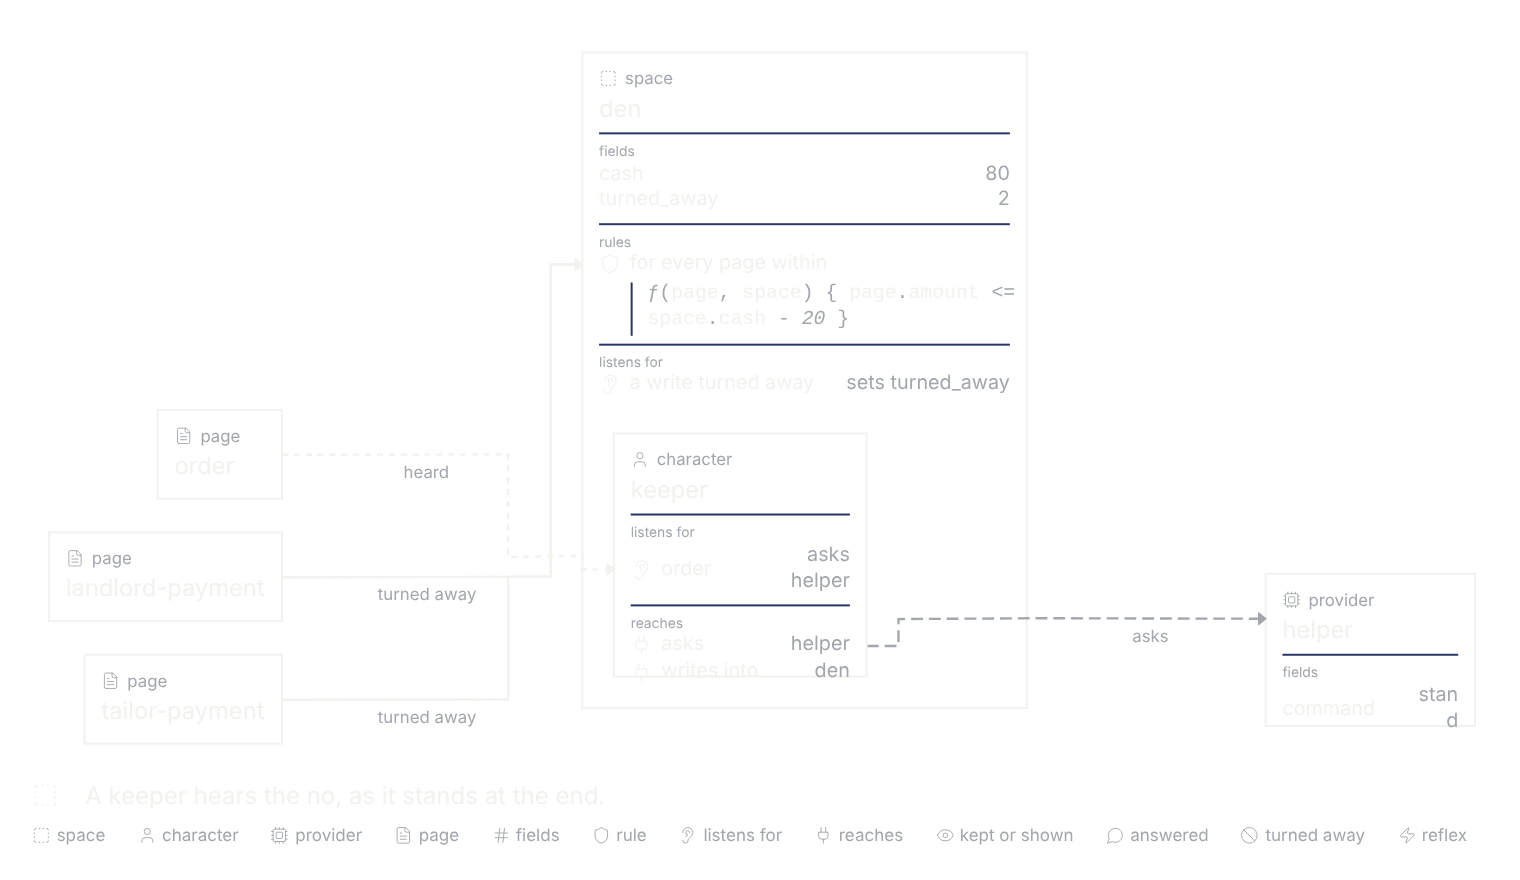 space
den
fields
cash 80
turned_away 2
rules
for every page within
ƒ(page, space) { page.amount <=
space.cash - 20 }
listens for
a write turned away sets turned_away
page
order
heard
character
keeper
listens for
order asks
helper
reaches
asks helper
writes into den
page
landlord-payment
turned away
page
tailor-payment
turned away
asks
provider
helper
fields
command stan
d
A keeper hears the no, as it stands at the end.
space character provider page fields rule listens for reaches kept or shown answered turned away reflex